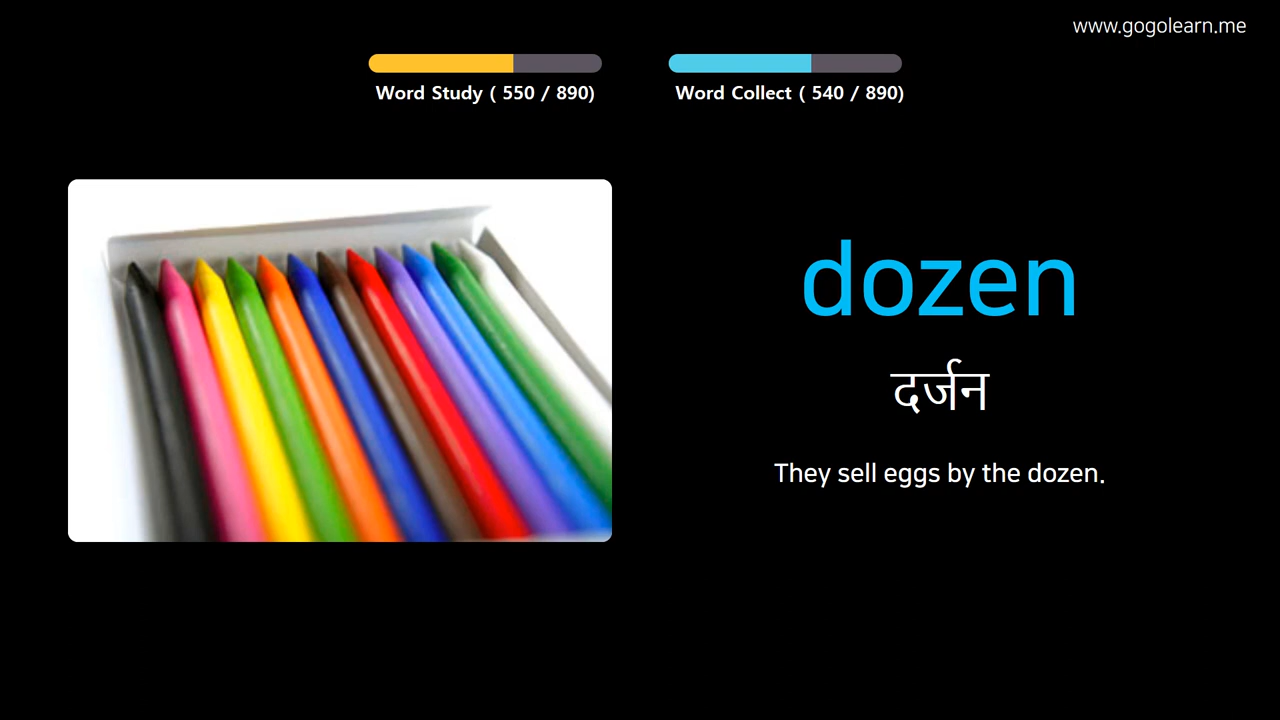 www.gogolearn.me
Word Study ( 550 / 890)
Word Collect ( 540 / 890)
dozen
दर्जन
They sell eggs by the dozen.